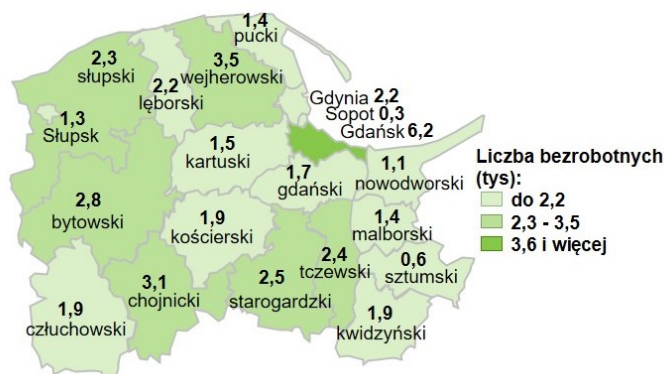 1,4
pucki
2,3
słupski
3,5
wejherowski
2,2
lęborski
Gdynia 2,2
Sopot 0,3
Gdańsk 6,2
1,3
Słupsk
1,5
kartuski
1,7
gdański
1,1
nowodworski
2,8
bytowski
1,9
kościerski
1,4
malborski
2,4
tczewski
0,6
sztumski
3,1
chojnicki
2,5
starogardzki
1,9
człuchowski
1,9
kwidzyński
Liczba bezrobotnych
(tys):
do 2,2
2,3 - 3,5
3,6 i więcej